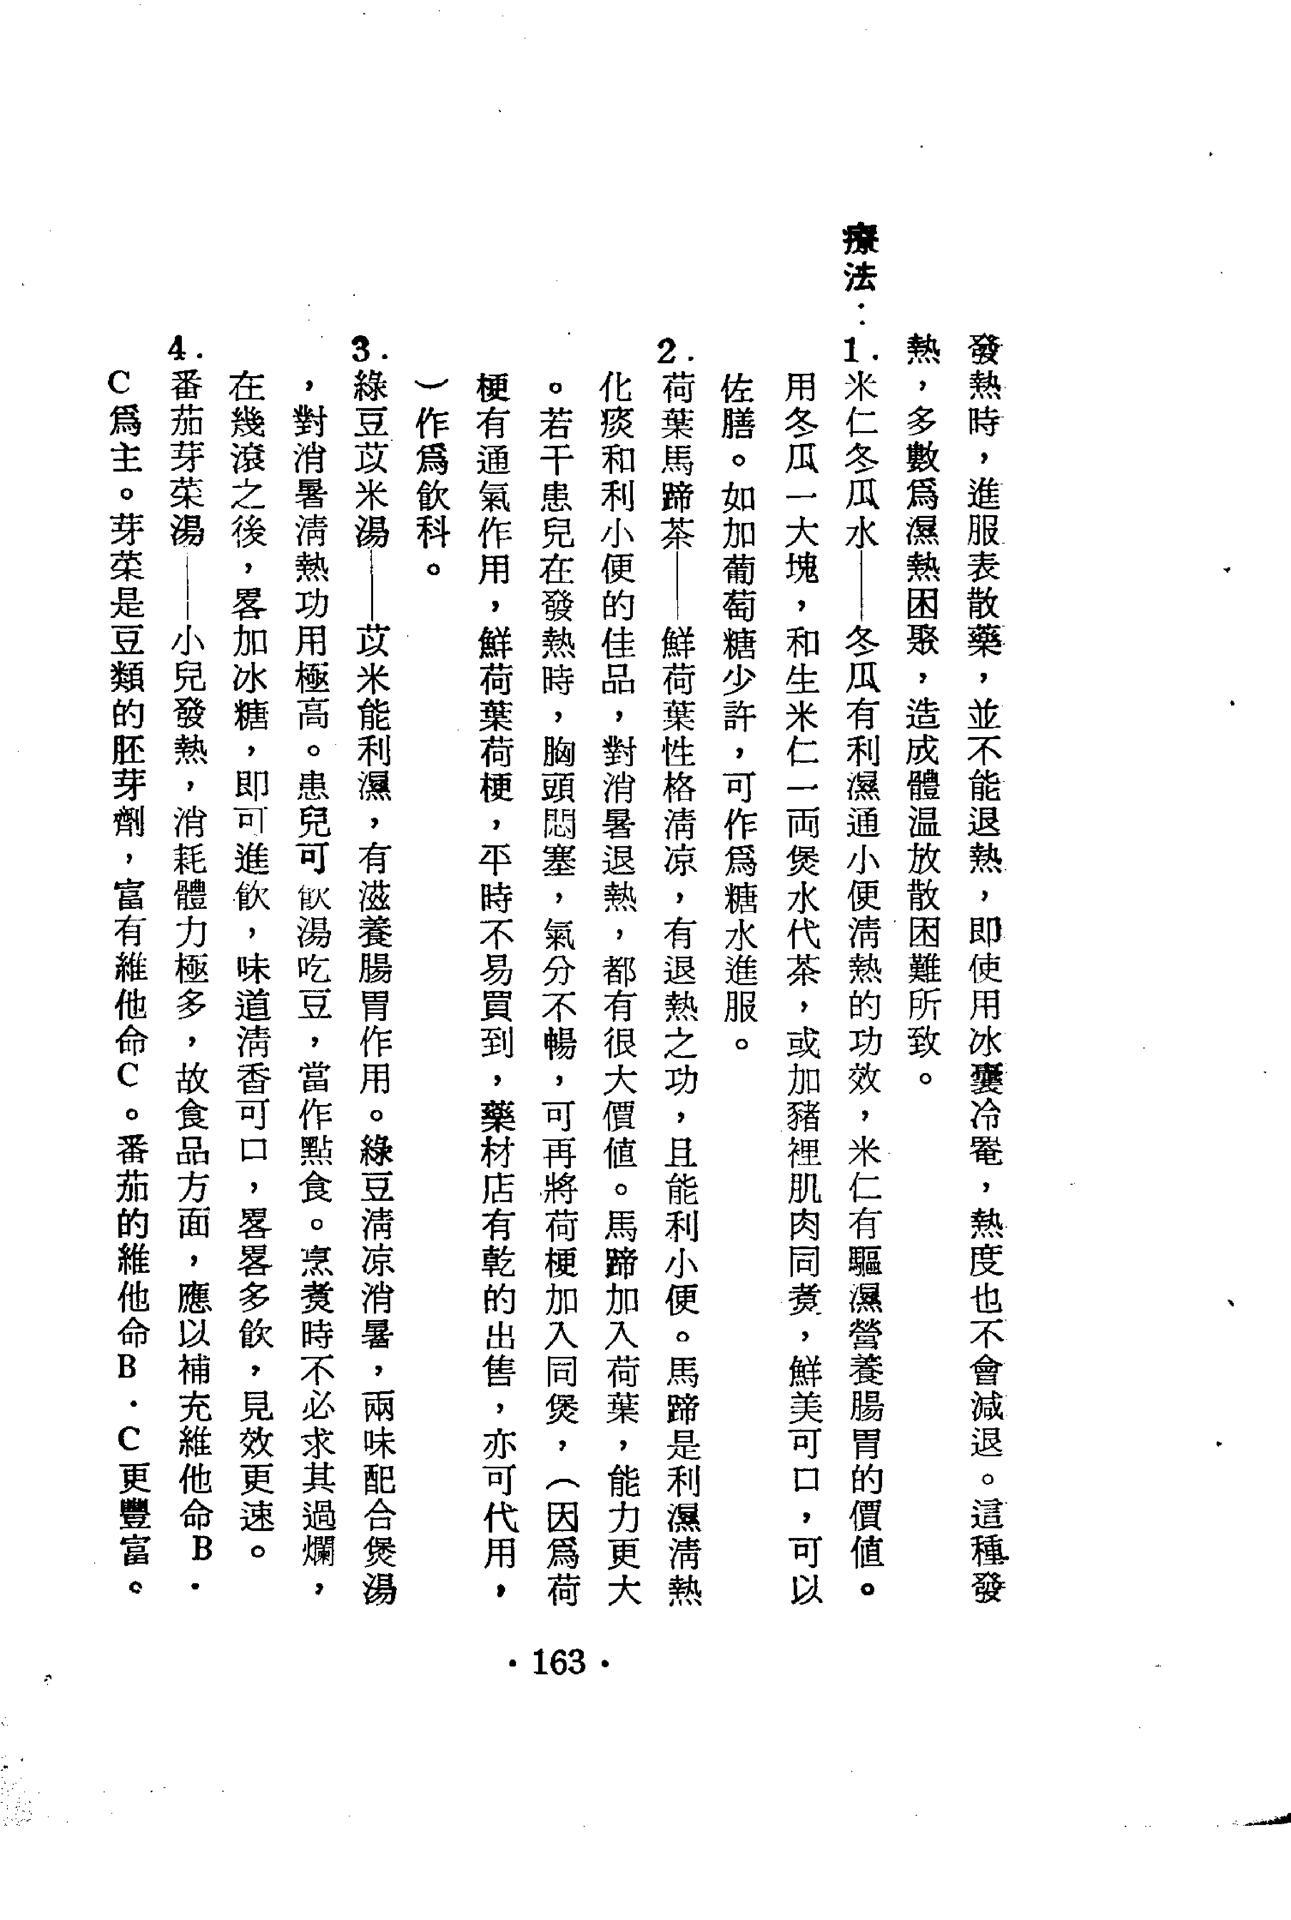 發熱時，進服表散藥，並不能退熱，即使用冰囊冷罨，熱度也不會減退。這種發
熱，多數爲濕熱困聚，造成體温放散困難所致。
療法：1.米仁冬瓜水——冬瓜有利濕通小便淸熱的功效，米仁有驅濕營養腸胃的價值。
用冬瓜一大塊，和生米仁一両煲水代茶，或加豬裡肌肉同煮，鮮美可口，可以
佐膳。如加葡萄糖少許，可作爲糖水進服。
2.荷葉馬蹄茶——鮮荷葉性格淸凉，有退熱之功，且能利小便。馬蹄是利濕淸熱
化痰和利小便的佳品，對消暑退熱，都有很大價值。馬蹄加入荷葉，能力更大
。若干患兒在發熱時，胸頭悶塞，氣分不暢，可再將荷梗加入同煲，（因爲荷
梗有通氣作用，鮮荷葉荷梗，平時不易買到，藥材店有乾的出售，亦可代用，
）作爲飲科。
3.綠豆苡米湯——苡米能利濕，有滋養腸胃作用。綠豆淸凉消暑，兩味配合煲湯
，對消暑淸熱功用極高。患兒可飲湯吃豆，當作點食。烹煮時不必求其過爛，
在幾滾之後，畧加冰糖，即可進飲，味道淸香可口，畧畧多飲，見效更速。
4.番茄芽菜湯——小兒發熱，消耗體力極多，故食品方面，應以補充維他命B．
C爲主。芽菜是豆類的胚芽劑，富有維他命C。番茄的維他命B．C更豐富。
·163·